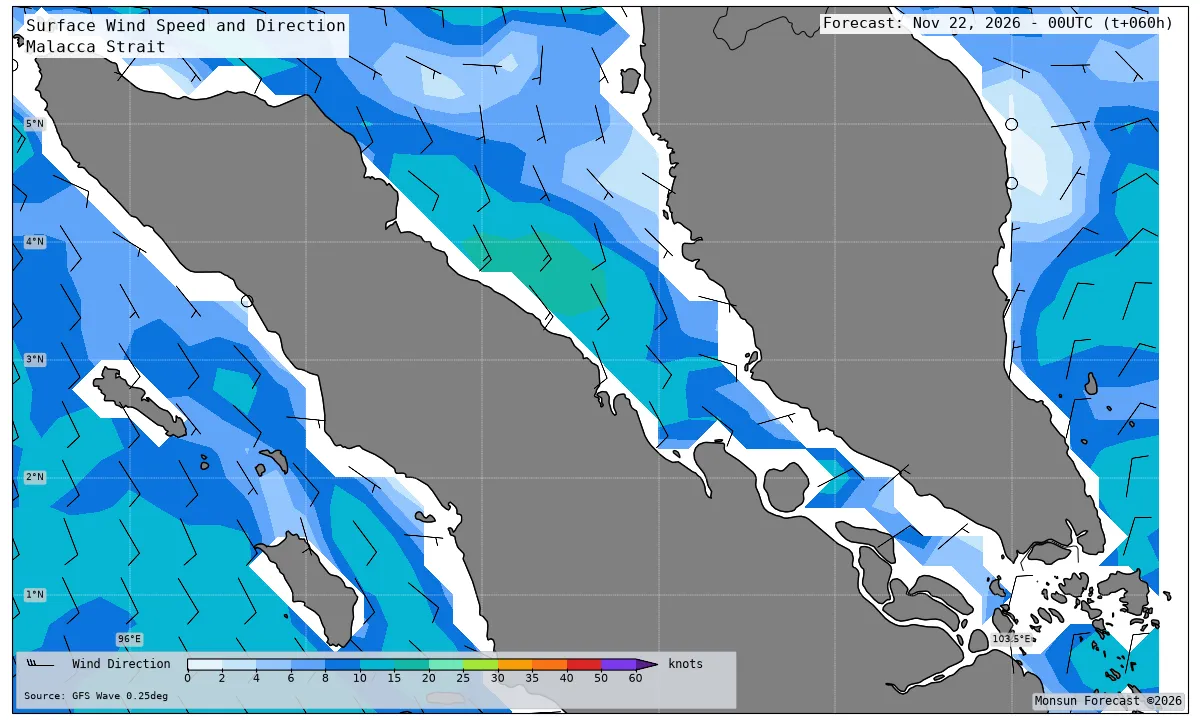 Surface Wind Speed and Direction
Malacca Strait
Forecast: Nov 22, 2026 - 00UTC (t+060h)
5°N
4°N
3°N
2°N
1°N
96°E
103.5°E
Wind Direction
0 2 4 6 8 10 15 20 25 30 35 40 50 60
knots
Source: GFS Wave 0.25deg
Monsun Forecast ©2026